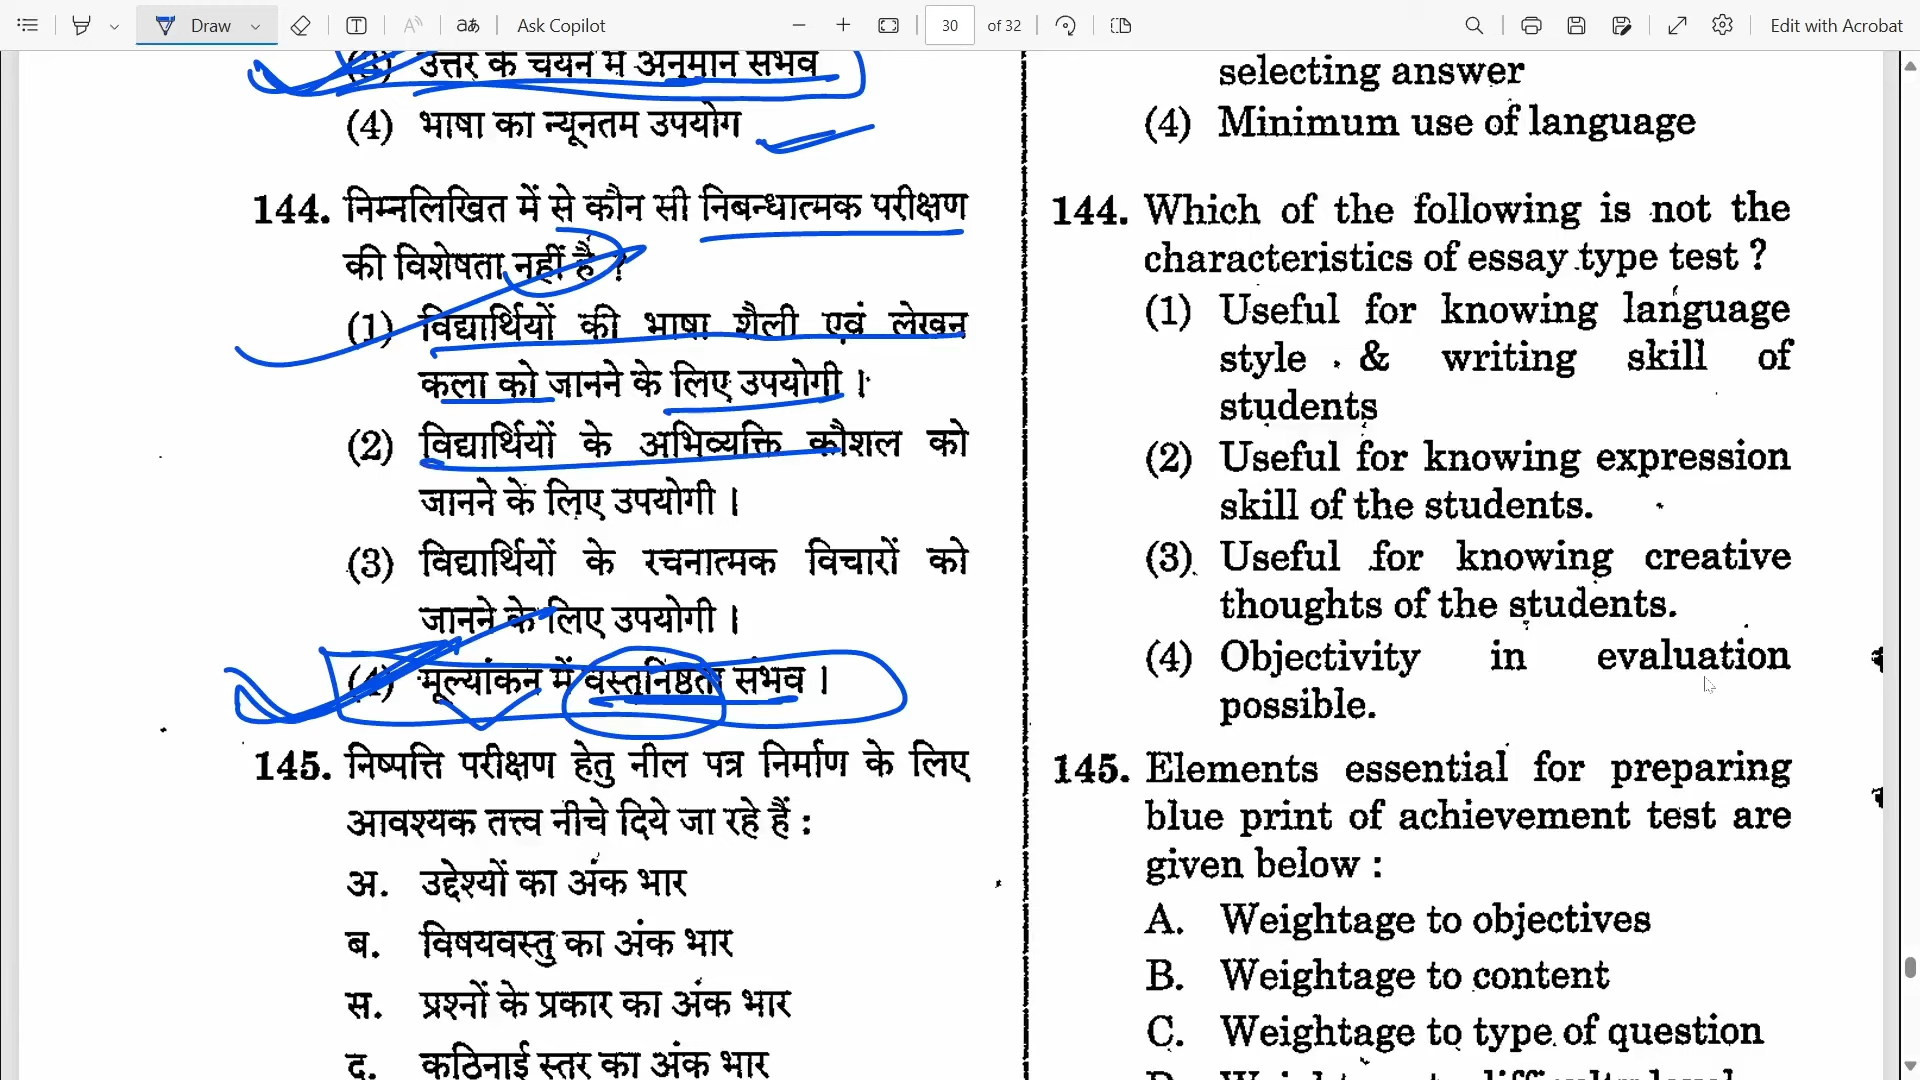 Draw
Ask Copilot
30 of 32
Edit with Acrobat
(3) उत्तर के चयन में अनुमान संभव
(4) भाषा का न्यूनतम उपयोग
144. निम्नलिखित में से कौन सी निबन्धात्मक परीक्षण
की विशेषता नहीं है ?
(1) विद्यार्थियों की भाषा शैली एवं लेखन
कला को जानने के लिए उपयोगी ।
(2) विद्यार्थियों के अभिव्यक्ति कौशल को
जानने के लिए उपयोगी ।
(3) विद्यार्थियों के रचनात्मक विचारों को
जानने के लिए उपयोगी ।
(4) मूल्यांकन में वस्तुनिष्ठता संभव ।
145. निष्पत्ति परीक्षण हेतु नील पत्र निर्माण के लिए
आवश्यक तत्त्व नीचे दिये जा रहे हैं :
अ. उद्देश्यों का अंक भार
ब. विषयवस्तु का अंक भार
स. प्रश्नों के प्रकार का अंक भार
द. कठिनाई स्तर का अंक भार
selecting answer
(4) Minimum use of language
144. Which of the following is not the
characteristics of essay type test ?
(1) Useful for knowing language
style & writing skill of
students
(2) Useful for knowing expression
skill of the students.
(3) Useful for knowing creative
thoughts of the students.
(4) Objectivity in evaluation
possible.
145. Elements essential for preparing
blue print of achievement test are
given below :
A. Weightage to objectives
B. Weightage to content
C. Weightage to type of question